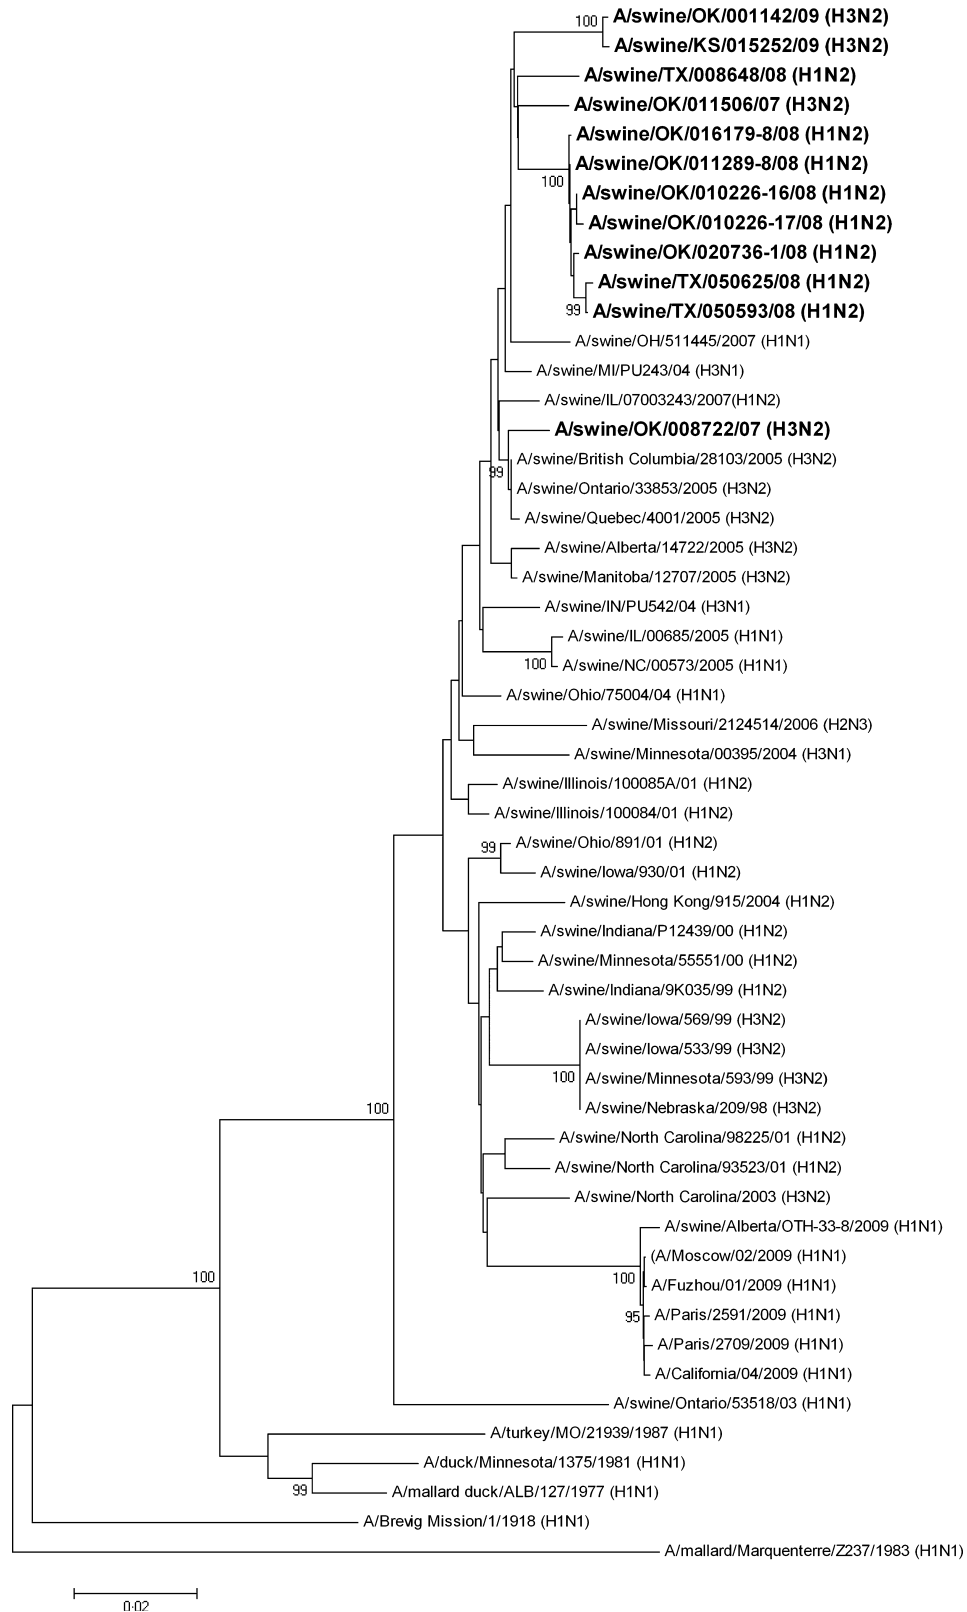 100
A/swine/OK/001142/09 (H3N2)
A/swine/KS/015252/09 (H3N2)
A/swine/TX/008648/08 (H1N2)
A/swine/OK/011506/07 (H3N2)
A/swine/OK/016179-8/08 (H1N2)
A/swine/OK/011289-8/08 (H1N2)
100
A/swine/OK/010226-16/08 (H1N2)
A/swine/OK/010226-17/08 (H1N2)
A/swine/OK/020736-1/08 (H1N2)
A/swine/TX/050625/08 (H1N2)
99
A/swine/TX/050593/08 (H1N2)
A/swine/OH/511445/2007 (H1N1)
A/swine/MI/PU243/04 (H3N1)
A/swine/IL/07003243/2007(H1N2)
A/swine/OK/008722/07 (H3N2)
A/swine/British Columbia/28103/2005 (H3N2)
99
A/swine/Ontario/33853/2005 (H3N2)
A/swine/Quebec/4001/2005 (H3N2)
A/swine/Alberta/14722/2005 (H3N2)
A/swine/Manitoba/12707/2005 (H3N2)
A/swine/IN/PU542/04 (H3N1)
A/swine/IL/00685/2005 (H1N1)
100
A/swine/NC/00573/2005 (H1N1)
A/swine/Ohio/75004/04 (H1N1)
A/swine/Missouri/2124514/2006 (H2N3)
A/swine/Minnesota/00395/2004 (H3N1)
A/swine/Illinois/100085A/01 (H1N2)
A/swine/Illinois/100084/01 (H1N2)
99
A/swine/Ohio/891/01 (H1N2)
A/swine/Iowa/930/01 (H1N2)
A/swine/Hong Kong/915/2004 (H1N2)
A/swine/Indiana/P12439/00 (H1N2)
A/swine/Minnesota/55551/00 (H1N2)
A/swine/Indiana/9K035/99 (H1N2)
A/swine/Iowa/569/99 (H3N2)
A/swine/Iowa/533/99 (H3N2)
100
A/swine/Minnesota/593/99 (H3N2)
A/swine/Nebraska/209/98 (H3N2)
100
A/swine/North Carolina/98225/01 (H1N2)
A/swine/North Carolina/93523/01 (H1N2)
A/swine/North Carolina/2003 (H3N2)
A/swine/Alberta/OTH-33-8/2009 (H1N1)
(A/Moscow/02/2009 (H1N1)
100
100
A/Fuzhou/01/2009 (H1N1)
95
A/Paris/2591/2009 (H1N1)
A/Paris/2709/2009 (H1N1)
A/California/04/2009 (H1N1)
A/swine/Ontario/53518/03 (H1N1)
A/turkey/MO/21939/1987 (H1N1)
A/duck/Minnesota/1375/1981 (H1N1)
99
A/mallard duck/ALB/127/1977 (H1N1)
A/Brevig Mission/1/1918 (H1N1)
A/mallard/Marquenterre/Z237/1983 (H1N1)
0.02